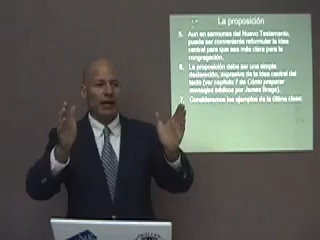 La proposición
5. Aun en sermones del Nuevo Testamento,
puede ser conveniente reformular la idea
central para que sea más clara para la
congregación.
6. La proposición debe ser una simple
declaración, expresiva de la idea central del
texto (ver capítulo 7 de Cómo preparar
mensajes bíblicos por James Braga).
7. Consideremos los ejemplos de la última clase: